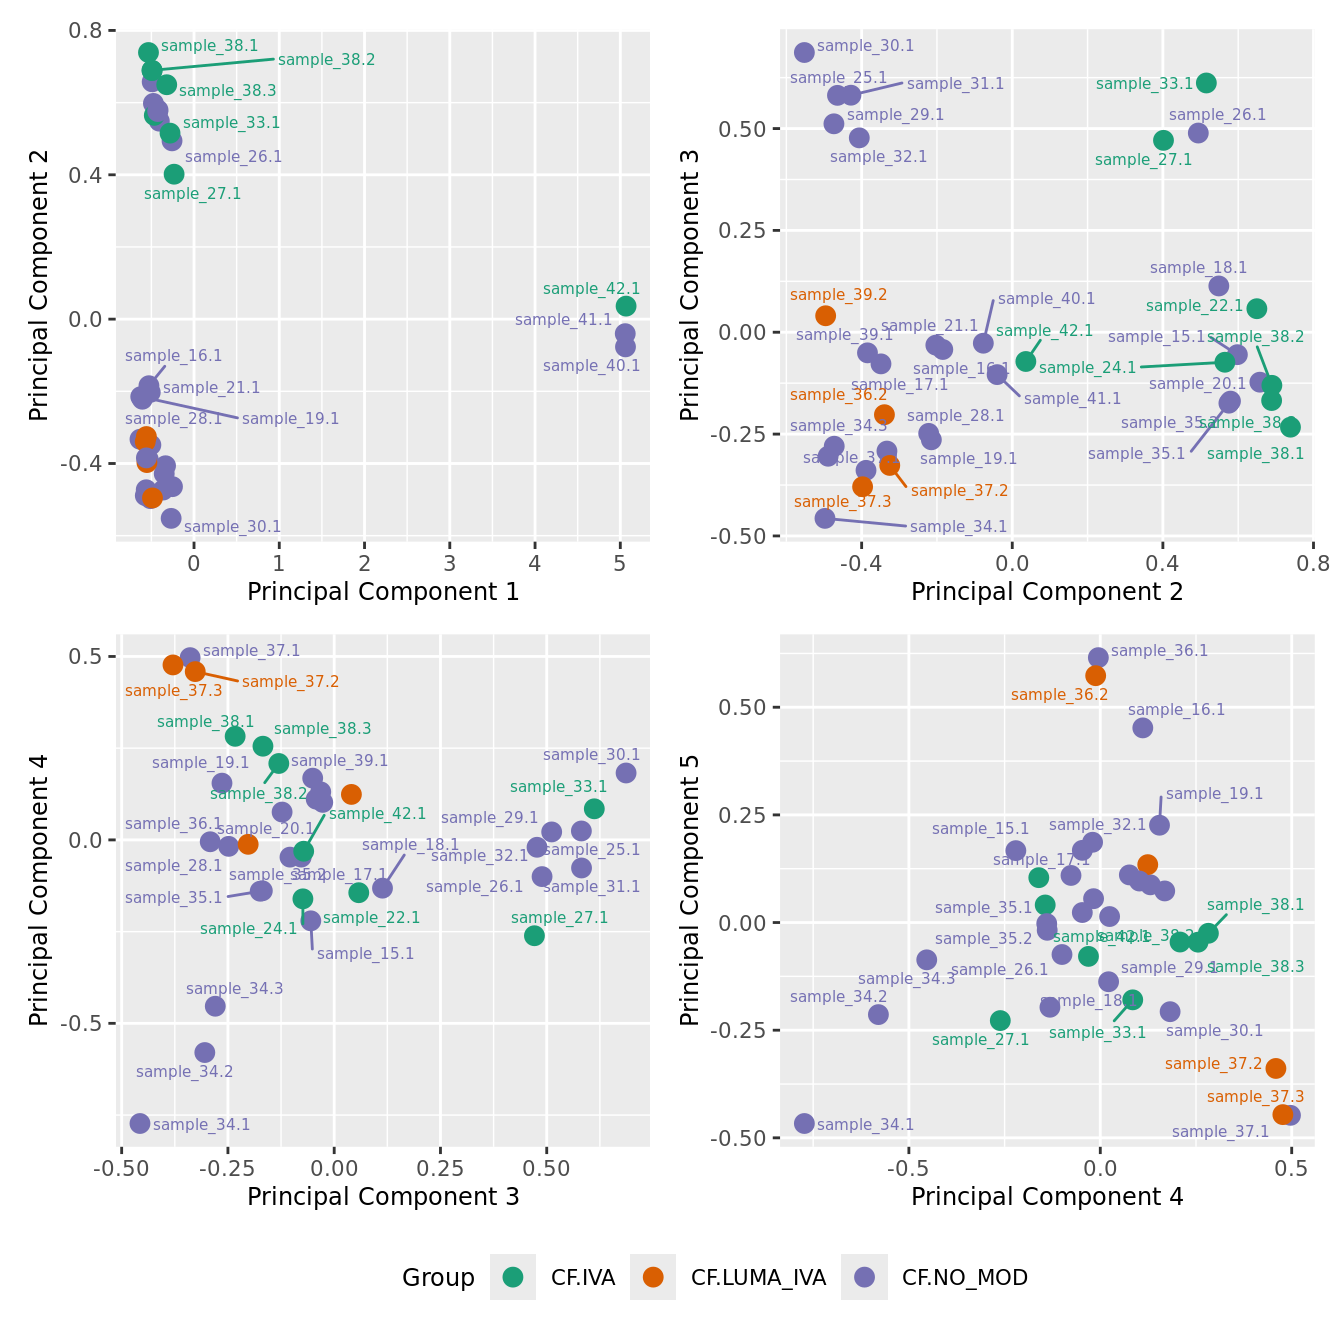 0.8
0.4
0.0
-0.4
Principal Component 2
sample_38.1
sample_38.2
sample_38.3
sample_33.1
sample_26.1
sample_27.1
sample_42.1
sample_41.1
sample_40.1
sample_16.1
sample_21.1
sample_28.1
sample_19.1
sample_30.1
0
1
2
3
4
5
Principal Component 1
0.50
0.25
0.00
-0.25
-0.50
Principal Component 3
sample_30.1
sample_25.1
sample_31.1
sample_33.1
sample_29.1
sample_26.1
sample_32.1
sample_27.1
sample_18.1
sample_39.2
sample_40.1
sample_22.1
sample_39.1
sample_21.1
sample_42.1
sample_15.1
sample_38.2
sample_16.1
sample_24.1
sample_17.1
sample_20.1
sample_36.2
sample_41.1
sample_28.1
sample_34.3
sample_35.2
sample_38.3
sample_19.1
sample_35.1
sample_38.1
sample_37.2
sample_37.3
sample_34.1
-0.4
0.0
0.4
0.8
Principal Component 2
0.5
0.0
-0.5
Principal Component 4
sample_37.1
sample_37.2
sample_37.3
sample_38.1
sample_38.3
sample_19.1
sample_39.1
sample_30.1
sample_38.2
sample_33.1
sample_42.1
sample_36.1
sample_20.1
sample_29.1
sample_18.1
sample_25.1
sample_28.1
sample_32.1
sample_35.2
sample_17.1
sample_35.1
sample_26.1
sample_31.1
sample_24.1
sample_22.1
sample_27.1
sample_15.1
sample_34.3
sample_34.2
sample_34.1
-0.50
-0.25
0.00
0.25
0.50
Principal Component 3
0.50
0.25
0.00
-0.25
-0.50
Principal Component 5
sample_36.1
sample_36.2
sample_16.1
sample_19.1
sample_15.1
sample_32.1
sample_17.1
sample_35.1
sample_38.1
sample_35.2
sample_42.1
sample_38.2
sample_26.1
sample_29.1
sample_38.3
sample_34.3
sample_34.2
sample_18.1
sample_27.1
sample_33.1
sample_30.1
sample_37.2
sample_37.3
sample_34.1
sample_37.1
-0.5
0.0
0.5
Principal Component 4
Group
CF.IVA
CF.LUMA_IVA
CF.NO_MOD